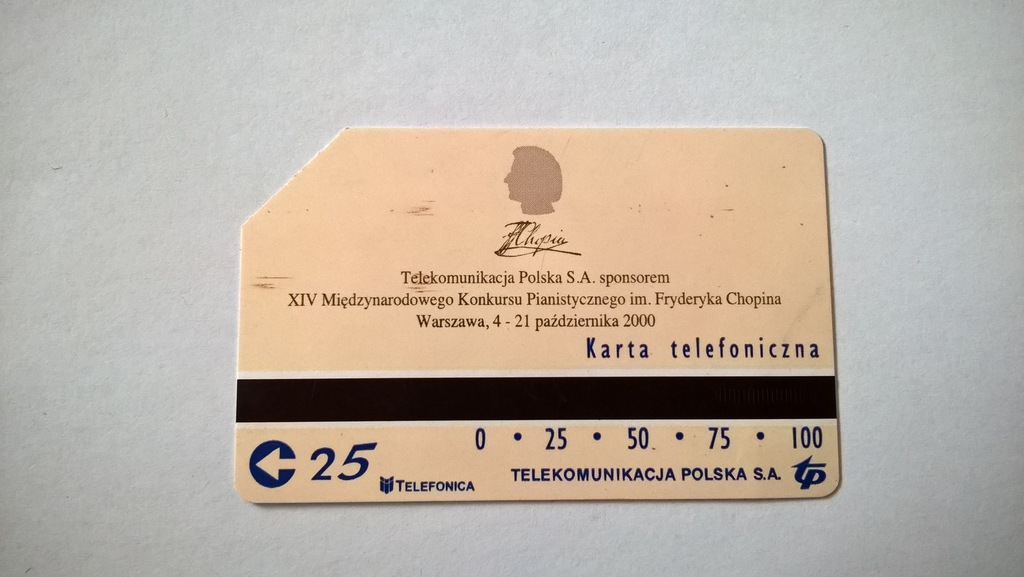 F Chopin
Telekomunikacja Polska S.A. sponsorem
XIV Międzynarodowego Konkursu Pianistycznego im. Fryderyka Chopina
Warszawa, 4 - 21 października 2000
Karta telefoniczna
0 • 25 • 50 • 75 • 100
25 TELEFONICA TELEKOMUNIKACJA POLSKA S.A. tp